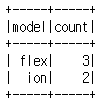 +-----+-----+
|model|count|
+-----+-----+
| flex|    3|
|  ion|    2|
+-----+-----+